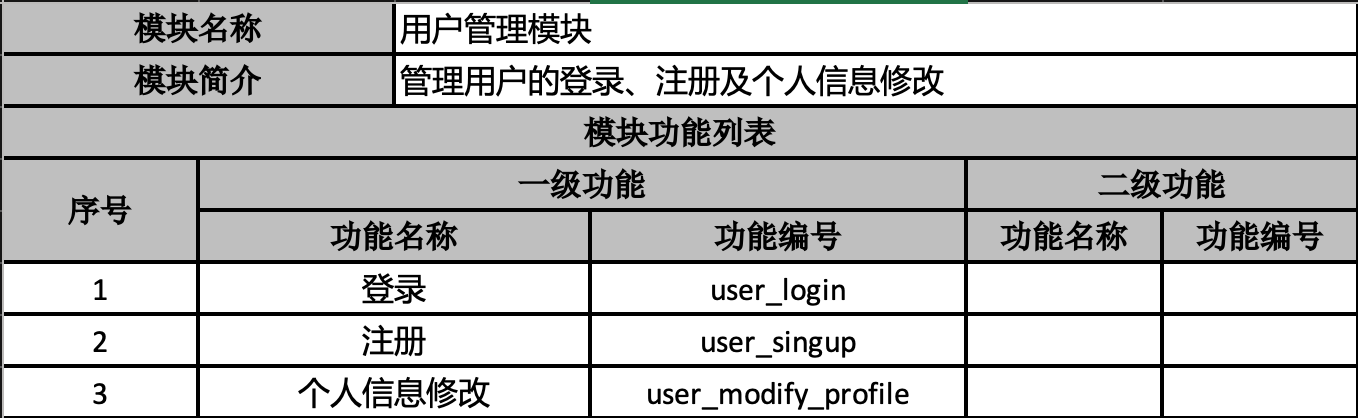 模块名称 用户管理模块
模块简介 管理用户的登录、注册及个人信息修改
模块功能列表
序号 一级功能 二级功能
功能名称 功能编号 功能名称 功能编号
1 登录 user_login
2 注册 user_singup
3 个人信息修改 user_modify_profile